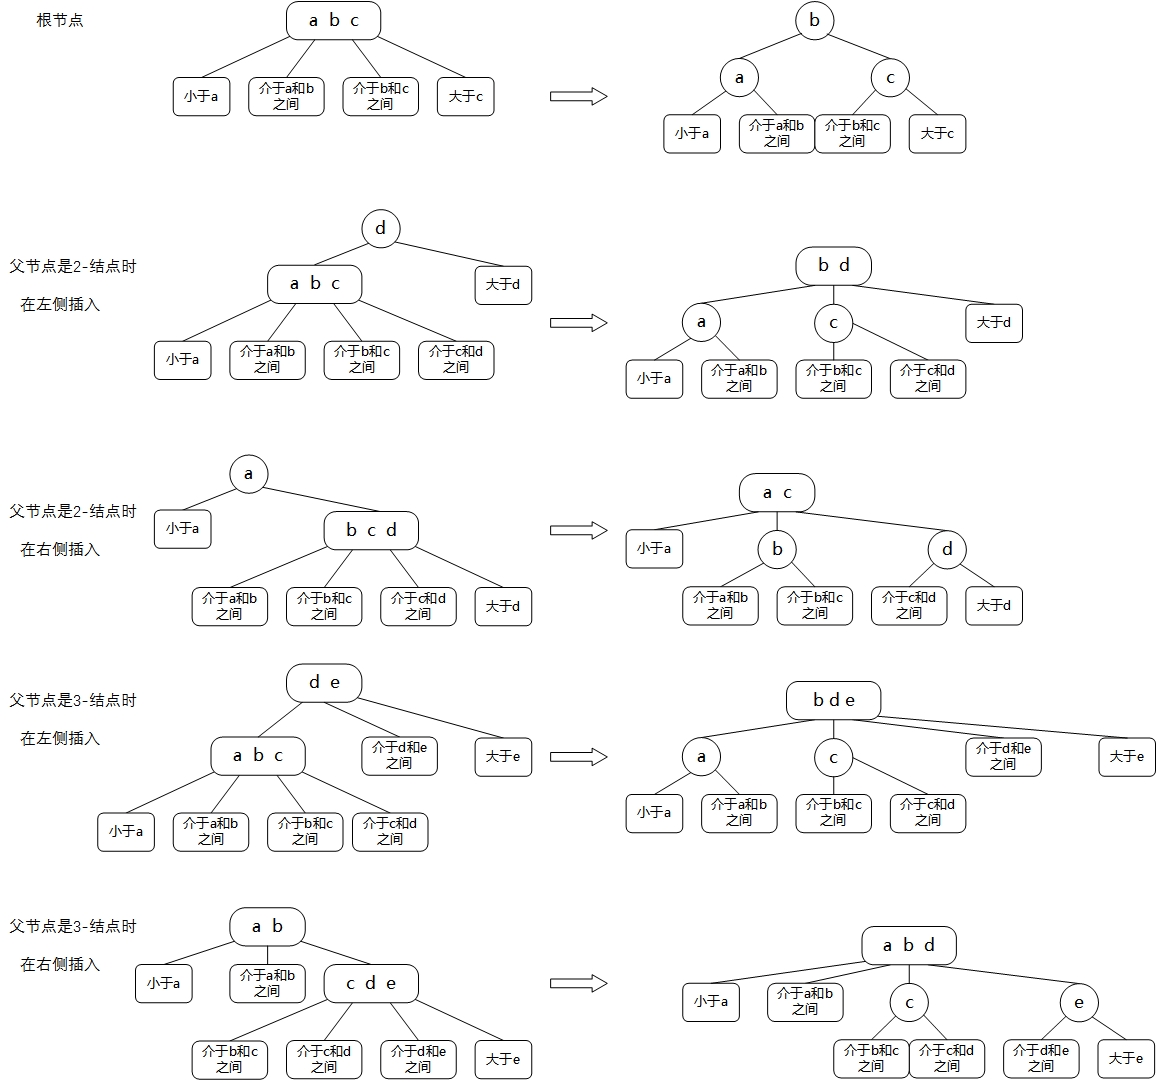 根节点
a b c
小于a
介于a和b
之间
介于b和c
之间
大于c
b
a
c
小于a
介于a和b
之间
介于b和c
之间
大于c
父节点是2-结点时
在左侧插入
d
a b c
大于d
小于a
介于a和b
之间
介于b和c
之间
介于c和d
之间
b d
a
c
大于d
小于a
介于a和b
之间
介于b和c
之间
介于c和d
之间
父节点是2-结点时
在右侧插入
a
小于a
b c d
介于a和b
之间
介于b和c
之间
介于c和d
之间
大于d
a c
小于a
b
d
介于a和b
之间
介于b和c
之间
介于c和d
之间
大于d
父节点是3-结点时
在左侧插入
d e
a b c
介于d和e
之间
大于e
小于a
介于a和b
之间
介于b和c
之间
介于c和d
之间
b d e
a
c
介于d和e
之间
大于e
小于a
介于a和b
之间
介于b和c
之间
介于c和d
之间
父节点是3-结点时
在右侧插入
a b
小于a
介于a和b
之间
c d e
介于b和c
之间
介于c和d
之间
介于d和e
之间
大于e
a b d
小于a
介于a和b
之间
c
e
介于b和c
之间
介于c和d
之间
介于d和e
之间
大于e